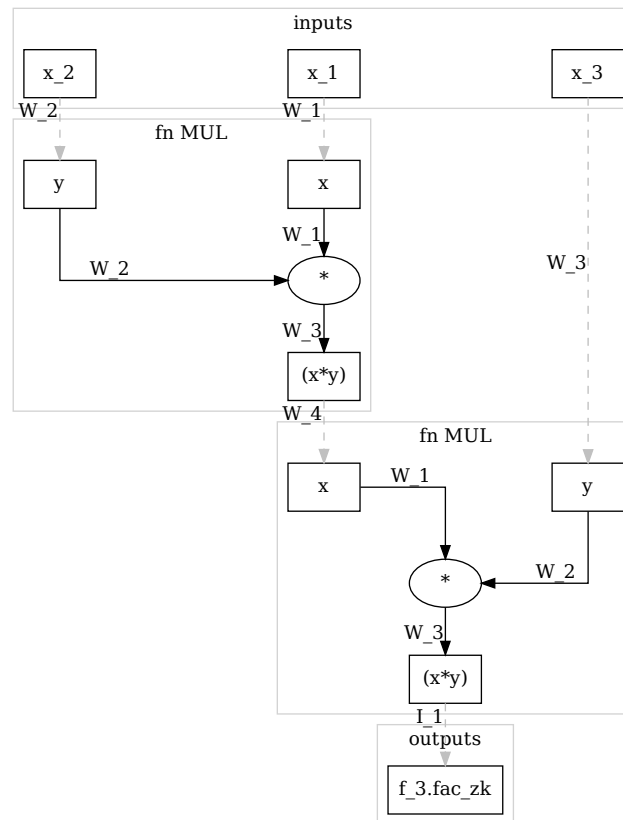 inputs
x_2 x_1 x_3
W_2 W_1
fn MUL
y x
W_1
W_2 * W_3
W_3
(x*y)
W_4
fn MUL
x W_1 y
* W_2
W_3
(x*y)
I_1
outputs
f_3.fac_zk